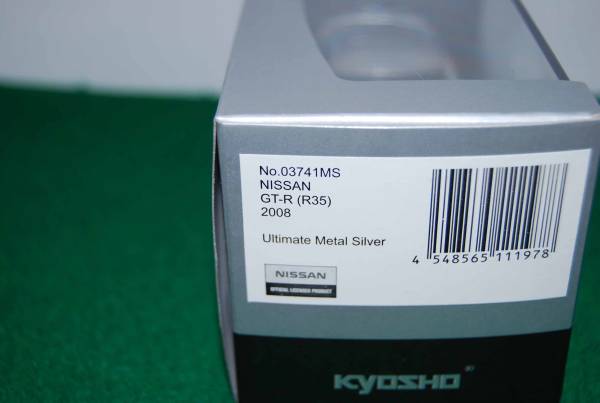 No.03741MS
NISSAN
GT-R (R35)
2008
Ultimate Metal Silver
4 548565 111978
NISSAN
OFFICIAL LICENSED PRODUCT
KYOSHO